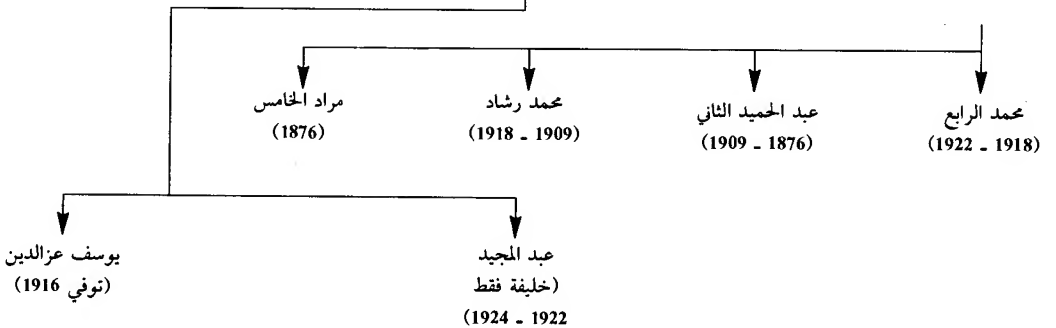 محمد الرابع
(1918 - 1922)
عبد الحميد الثاني
(1876 - 1909)
محمد رشاد
(1909 - 1918)
مراد الخامس
(1876)
عبد المجيد
(خليفة فقط
1922 - 1924)
يوسف عزالدين
(توفي 1916)